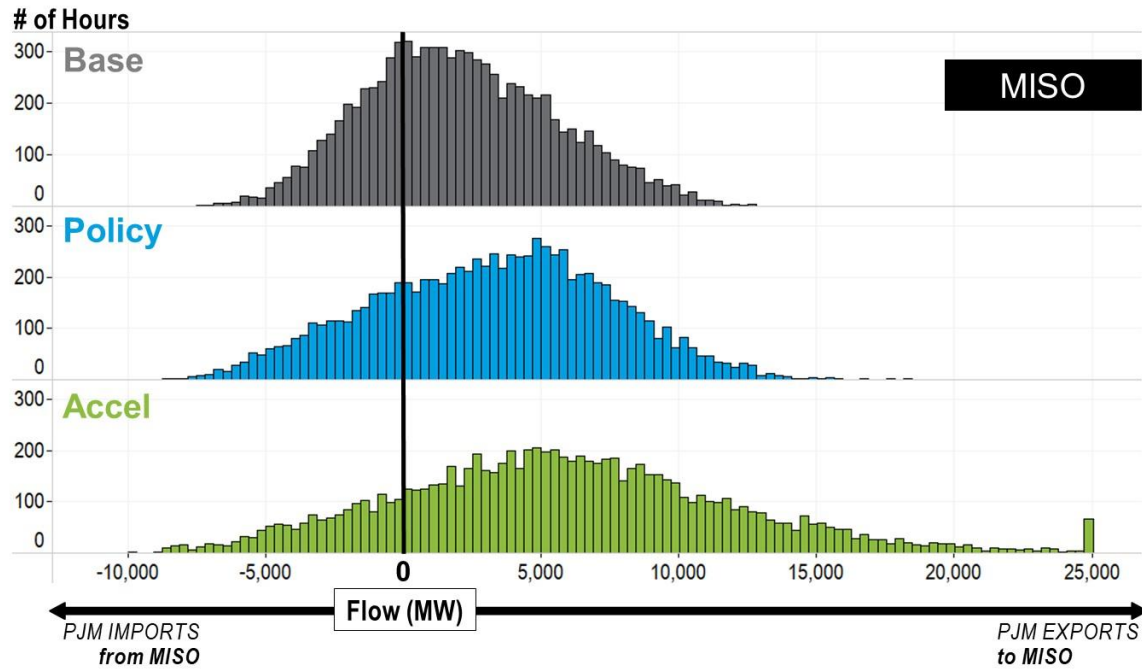 # of Hours
300
Base
MISO
200
100
0
300
Policy
200
100
0
300
Accel
200
100
0
-10,000 -5,000 0 5,000 10,000 15,000 20,000 25,000
Flow (MW)
PJM IMPORTS
from MISO
PJM EXPORTS
to MISO